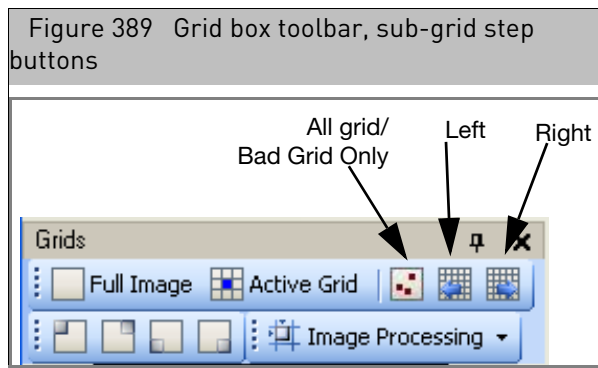 Figure 389 Grid box toolbar, sub-grid step
buttons
All grid/
Bad Grid Only
Left
Right
Grids
Full Image Active Grid
Image Processing